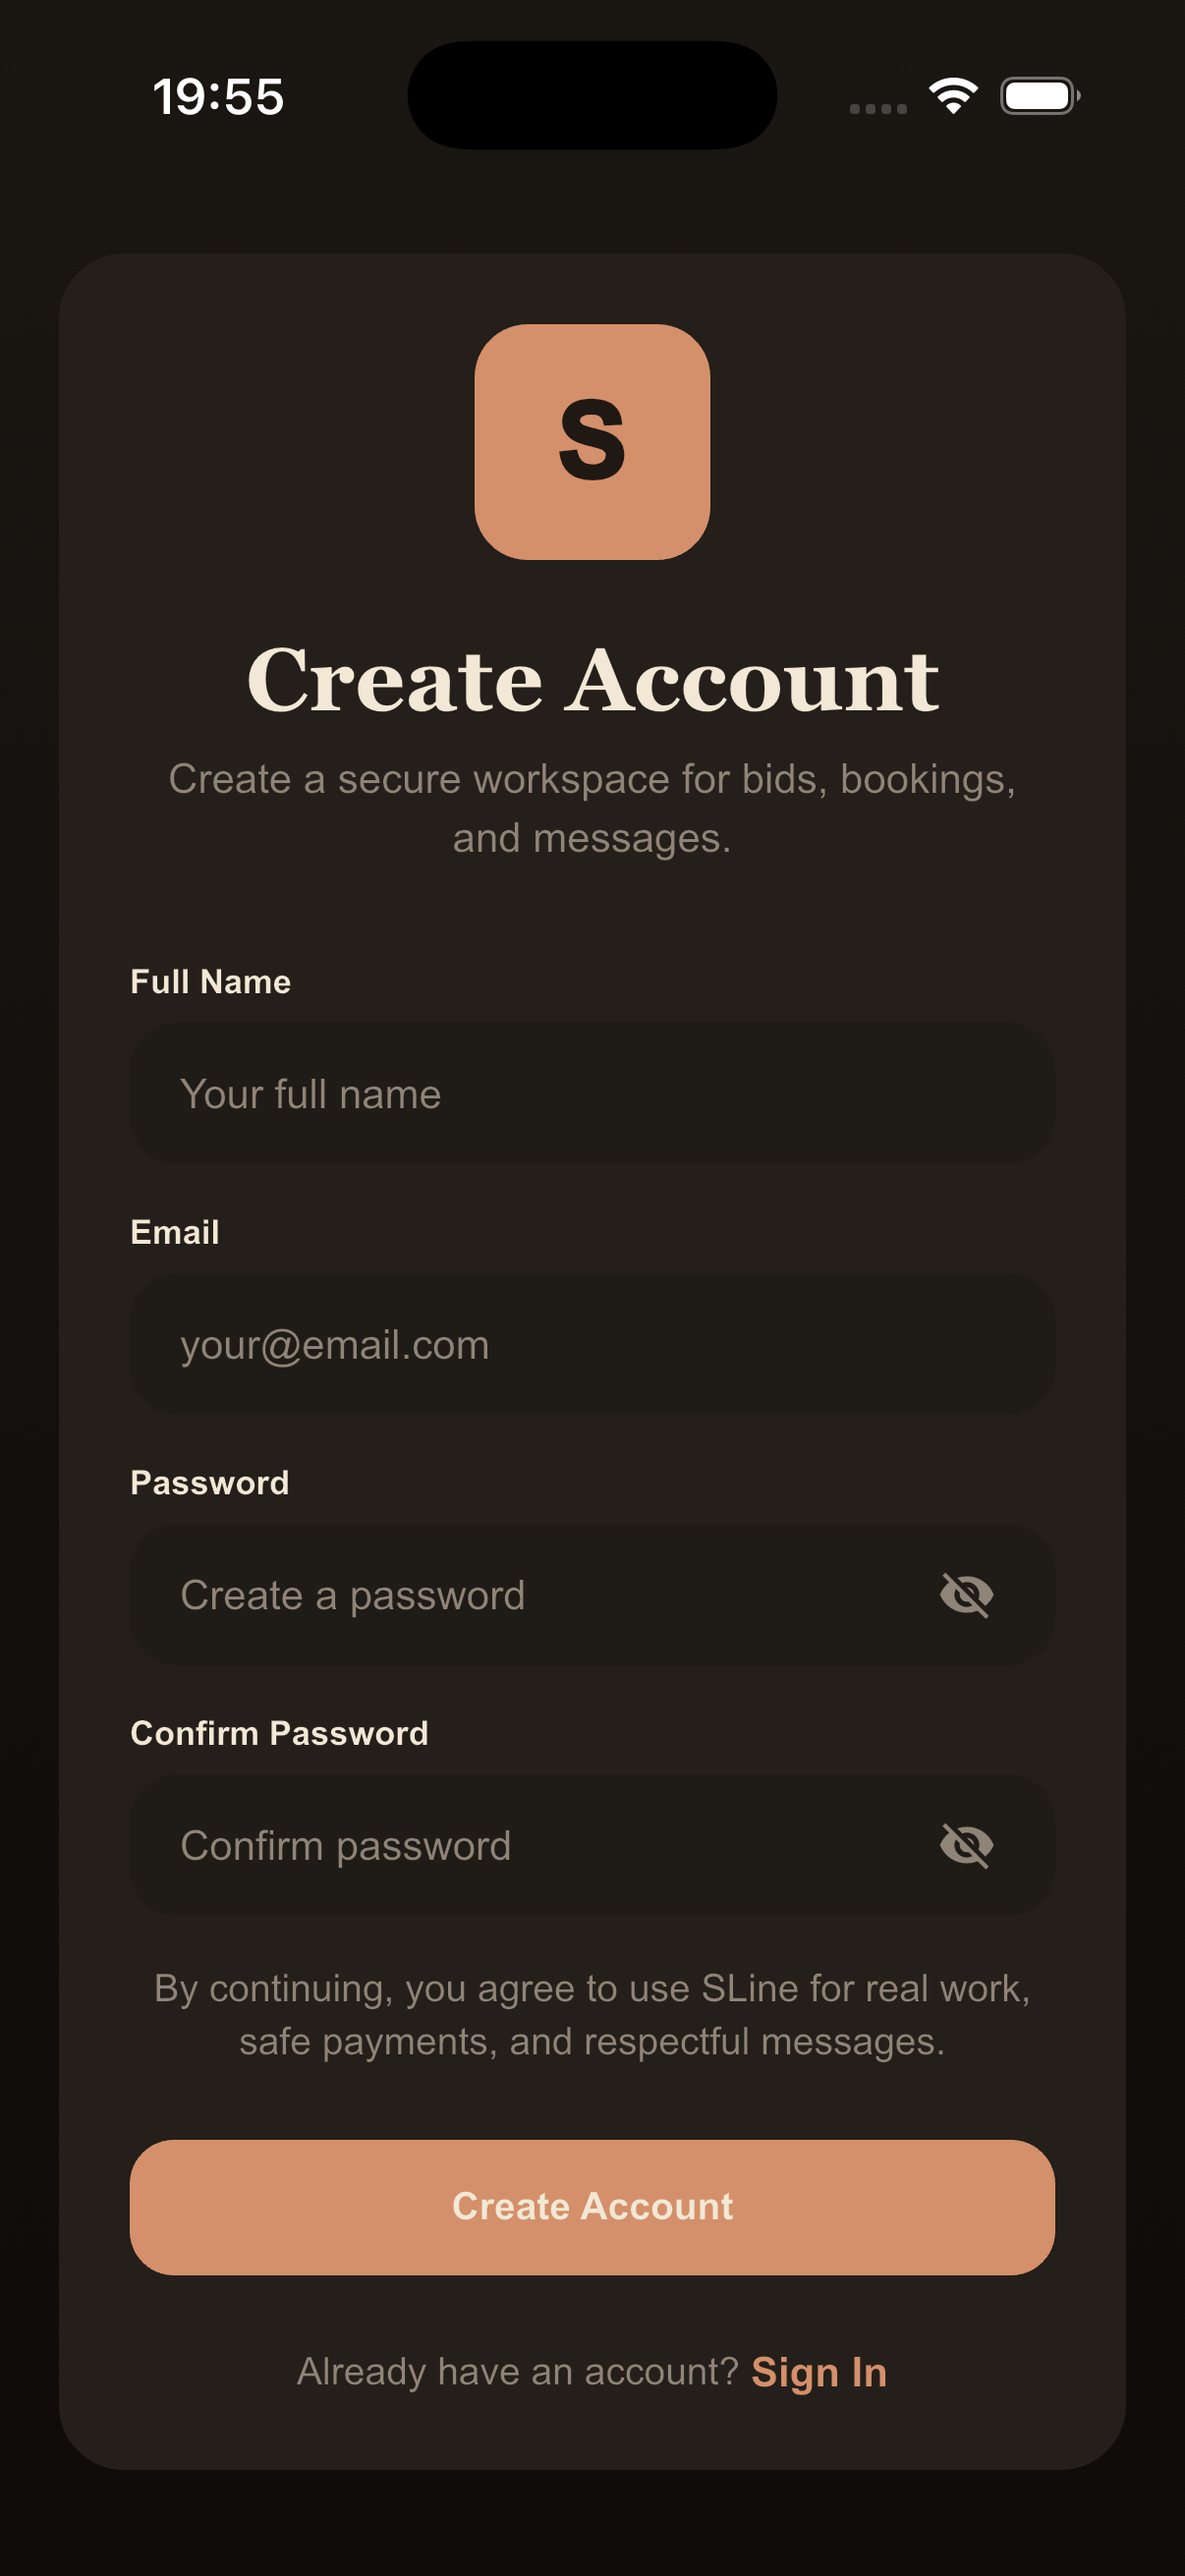 19:55
S
Create Account
Create a secure workspace for bids, bookings,
and messages.
Full Name
Your full name
Email
your@email.com
Password
Create a password
Confirm Password
Confirm password
By continuing, you agree to use SLine for real work,
safe payments, and respectful messages.
Create Account
Already have an account? Sign In